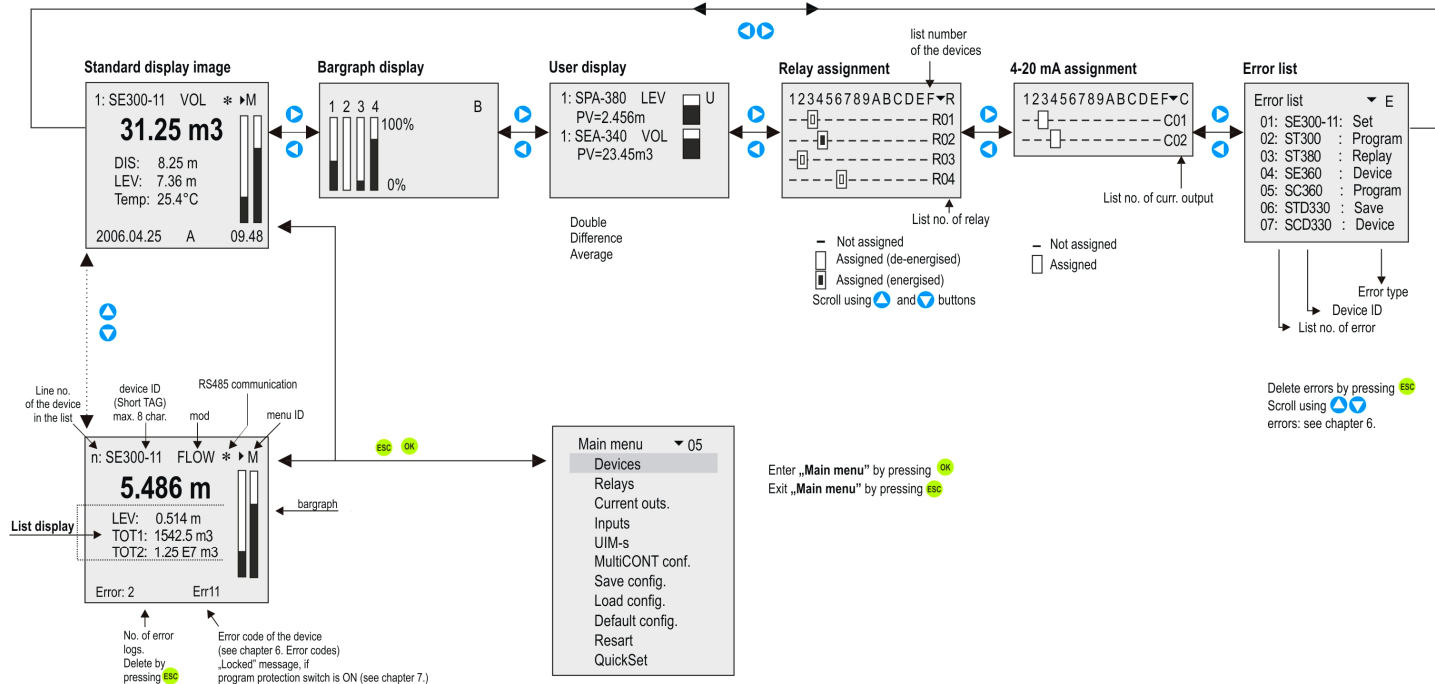 Standard display image
1: SE300-11 VOL * ▶M
31.25 m3
DIS: 8.25 m
LEV: 7.36 m
Temp: 25.4°C
2006.04.25 A 09.48
Bargraph display
1 2 3 4
B
100%
0%
User display
1: SPA-380 LEV U
PV=2.456m
1: SEA-340 VOL
PV=23.45m3
Double
Difference
Average
list number
of the devices
Relay assignment
123456789ABCDEF▼R
R01
R02
R03
R04
List no. of relay
– Not assigned
Assigned (de-energised)
Assigned (energised)
Scroll using and buttons
4-20 mA assignment
123456789ABCDEF▼C
C01
C02
List no. of curr. output
– Not assigned
Assigned
Error list
Error list ▼ E
01: SE300-11: Set
02: ST300 : Program
03: ST380 : Replay
04: SE360 : Device
05: SC360 : Program
06: STD330 : Save
07: SCD330 : Device
Error type
Device ID
List no. of error
Delete errors by pressing ESC
Scroll using
errors: see chapter 6.
Line no.
of the device
in the list
device ID
(Short TAG)
max. 8 char.
mod
RS485 communication
menu ID
n: SE300-11 FLOW * ▶M
5.486 m
LEV: 0.514 m
TOT1: 1542.5 m3
TOT2: 1.25 E7 m3
Error: 2 Err11
List display
bargraph
No. of error
logs.
Delete by
pressing ESC
Error code of the device
(see chapter 6. Error codes)
„Locked” message, if
program protection switch is ON (see chapter 7.)
ESC OK
Main menu ▼ 05
Devices
Relays
Current outs.
Inputs
UIM-s
MultiCONT conf.
Save config.
Load config.
Default config.
Resart
QuickSet
Enter „Main menu” by pressing OK
Exit „Main menu” by pressing ESC